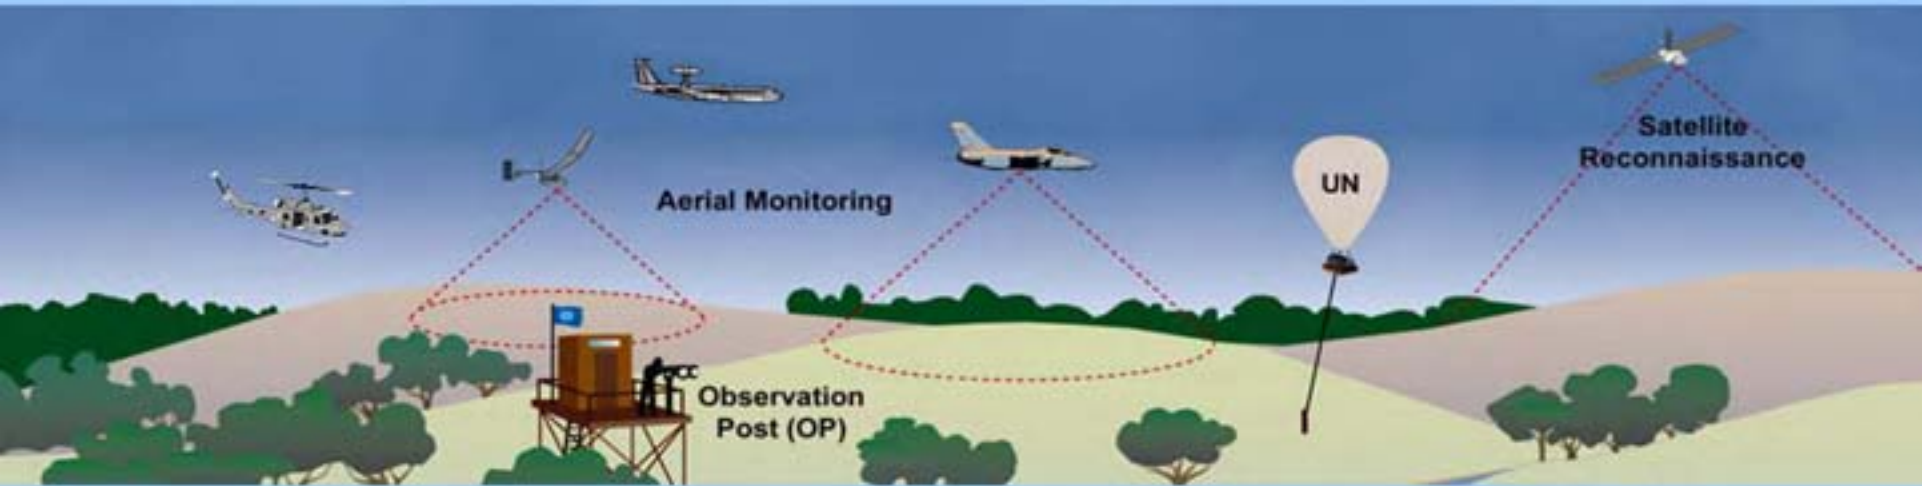 Satellite
Reconnaissance
UN
Aerial Monitoring
Observation
Post (OP)